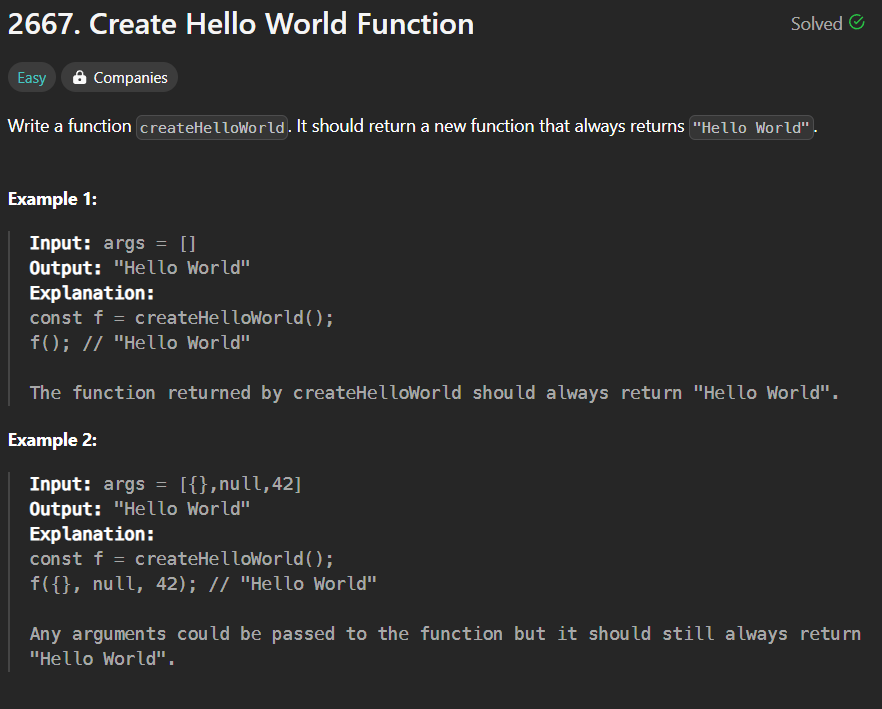 2667. Create Hello World Function
Solved
Easy
Companies
Write a function createHelloWorld. It should return a new function that always returns "Hello World".
Example 1:
Input: args = []
Output: "Hello World"
Explanation:
const f = createHelloWorld();
f(); // "Hello World"
The function returned by createHelloWorld should always return "Hello World".
Example 2:
Input: args = [{},null,42]
Output: "Hello World"
Explanation:
const f = createHelloWorld();
f({}, null, 42); // "Hello World"
Any arguments could be passed to the function but it should still always return
"Hello World".